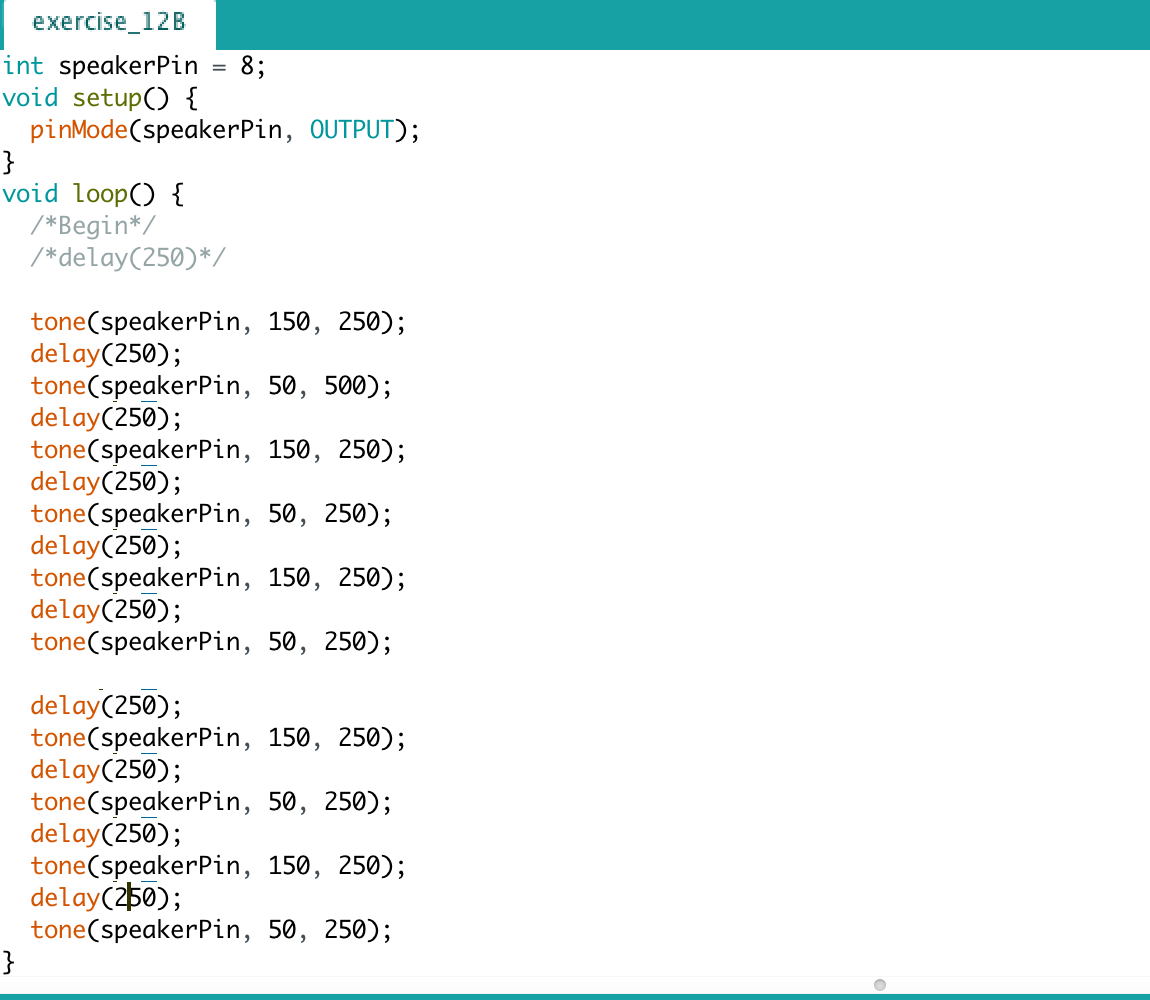 exercise_12B
int speakerPin = 8;
void setup() {
  pinMode(speakerPin, OUTPUT);
}
void loop() {
  /*Begin*/
  /*delay(250)*/

  tone(speakerPin, 150, 250);
  delay(250);
  tone(speakerPin, 50, 500);
  delay(250);
  tone(speakerPin, 150, 250);
  delay(250);
  tone(speakerPin, 50, 250);
  delay(250);
  tone(speakerPin, 150, 250);
  delay(250);
  tone(speakerPin, 50, 250);

  delay(250);
  tone(speakerPin, 150, 250);
  delay(250);
  tone(speakerPin, 50, 250);
  delay(250);
  tone(speakerPin, 150, 250);
  delay(250);
  tone(speakerPin, 50, 250);
}